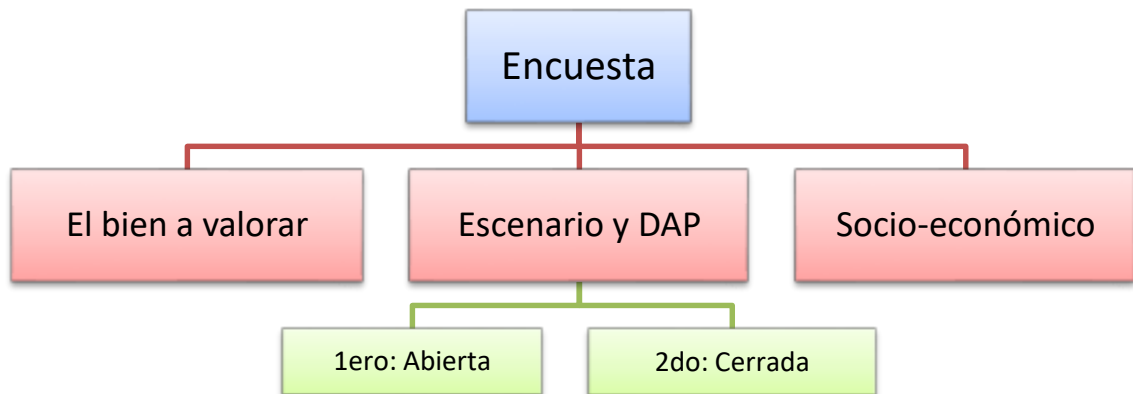 Encuesta
El bien a valorar
Escenario y DAP
Socio-económico
1ero: Abierta
2do: Cerrada